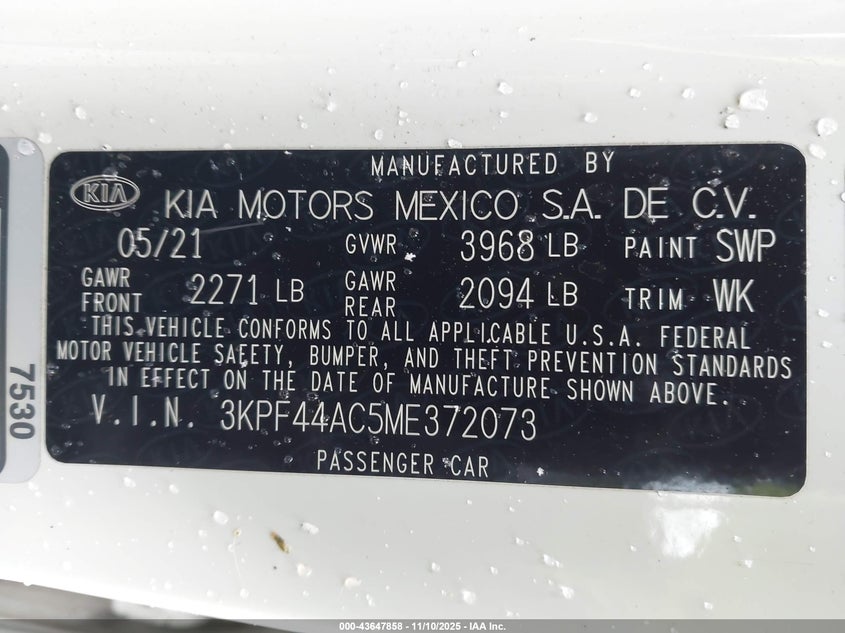 MANUFACTURED BY
KIA KIA MOTORS MEXICO S.A. DE C.V.
05/21 GVWR 3968 LB PAINT SWP
GAWR FRONT 2271 LB GAWR REAR 2094 LB TRIM WK
THIS VEHICLE CONFORMS TO ALL APPLICABLE U.S.A. FEDERAL
MOTOR VEHICLE SAFETY, BUMPER, AND THEFT PREVENTION STANDARDS
IN EFFECT ON THE DATE OF MANUFACTURE SHOWN ABOVE.
V.I.N. 3KPF44AC5ME372073
PASSENGER CAR
7530
000-43647858 - 11/10/2025 - IAA Inc.